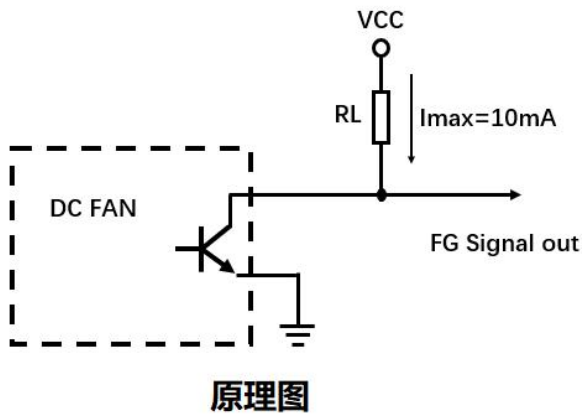 VCC
RL
Imax=10mA
DC FAN
FG Signal out
原理图